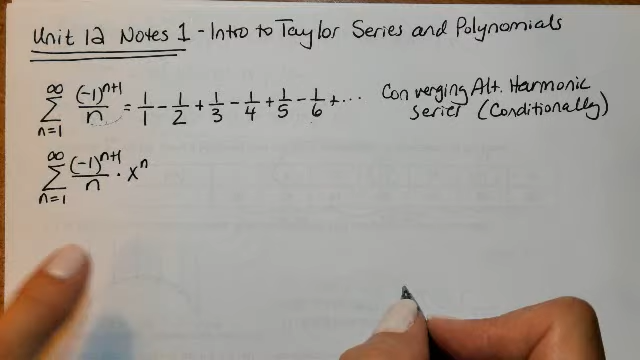 Unit 12 Notes 1 - Intro to Taylor Series and Polynomials
∞ Σ n=1 (-1)^(n+1)/n = 1/1 - 1/2 + 1/3 - 1/4 + 1/5 - 1/6 + ... Converging Alt. Harmonic
series (Conditionally)
∞ Σ n=1 (-1)^(n+1)/n · x^n